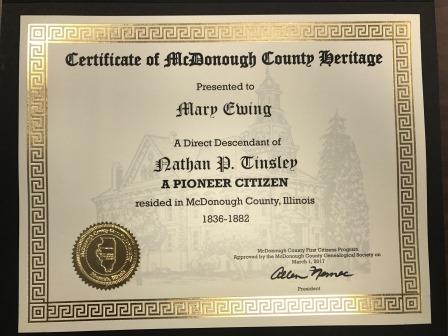 Certificate of McDonough County Heritage
Presented to
Mary Ewing
A Direct Descendant of
Nathan P. Tinsley
A PIONEER CITIZEN
resided in McDonough County, Illinois
1836-1882
McDonough County First Citizens Program
Approved by the McDonough County Genealogical Society on
March 1, 2017
Allen Nemec
President